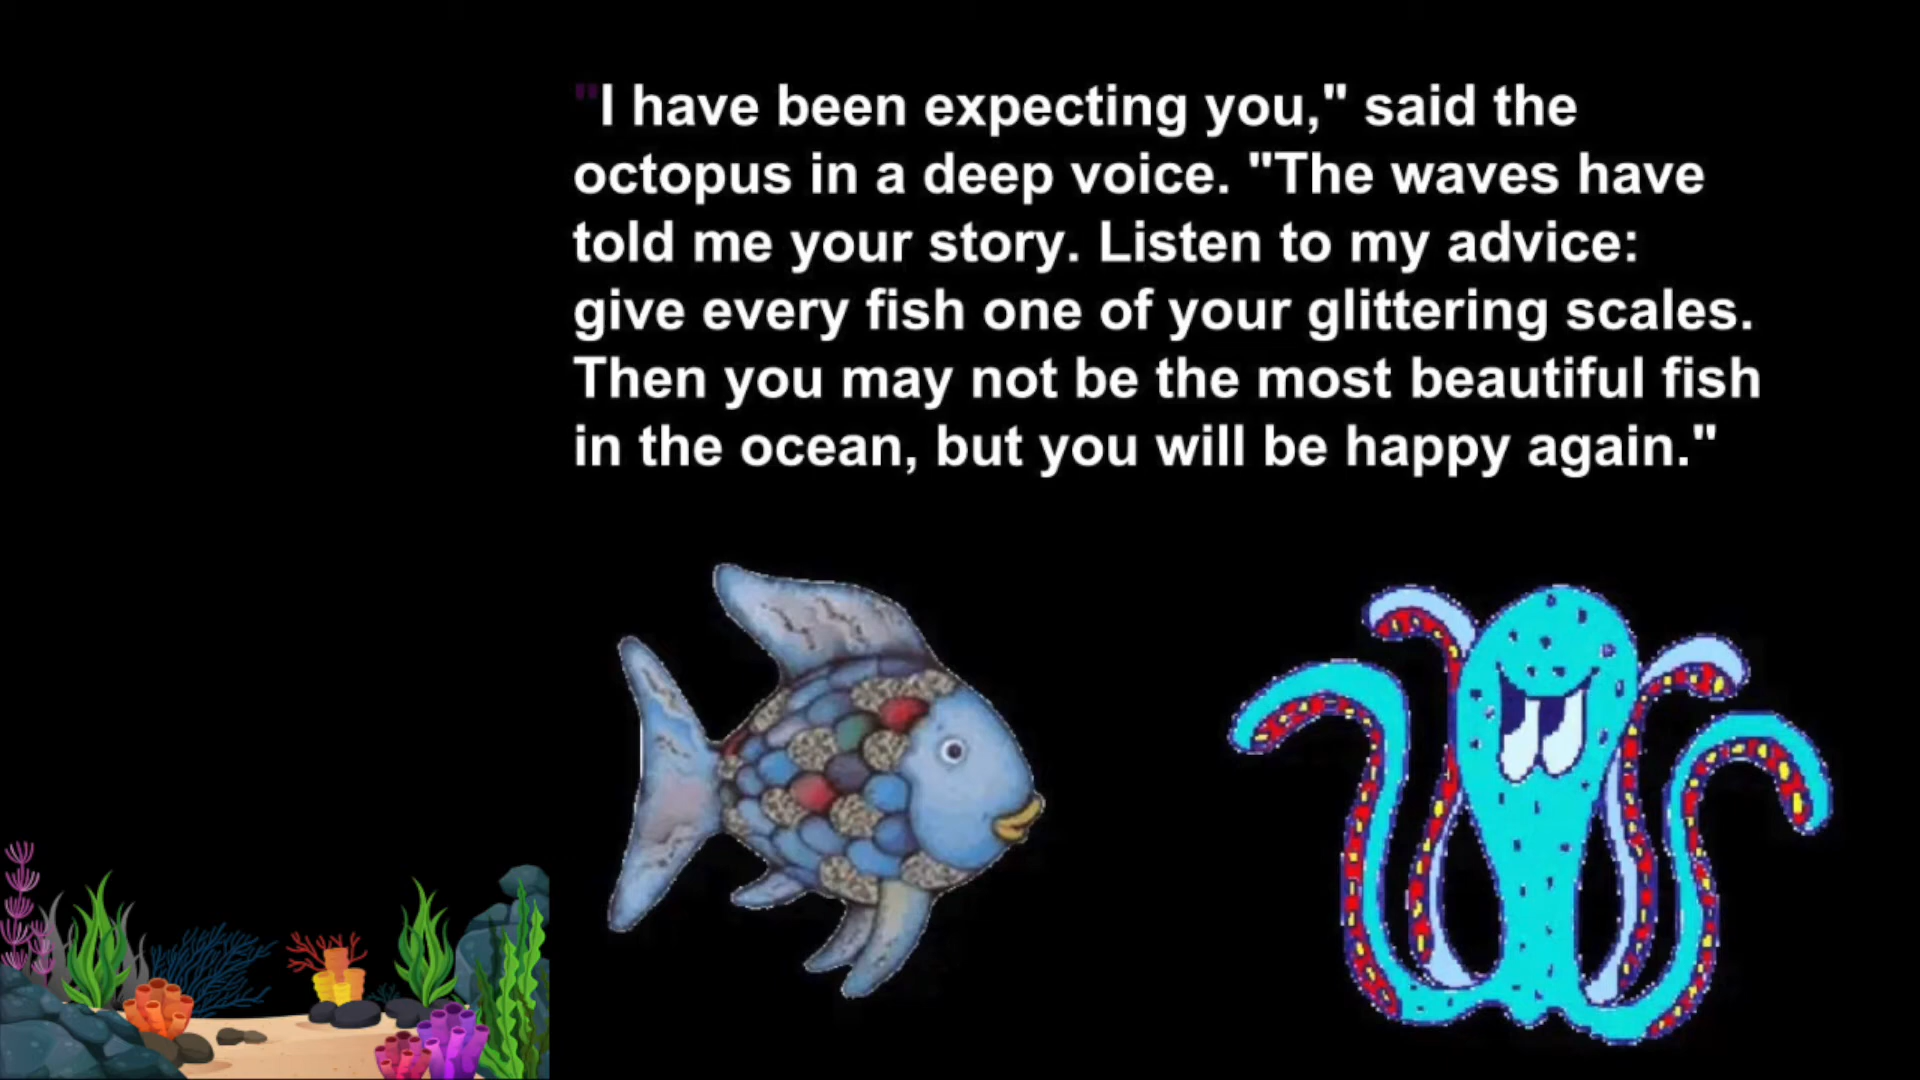 "I have been expecting you," said the
octopus in a deep voice. "The waves have
told me your story. Listen to my advice:
give every fish one of your glittering scales.
Then you may not be the most beautiful fish
in the ocean, but you will be happy again."